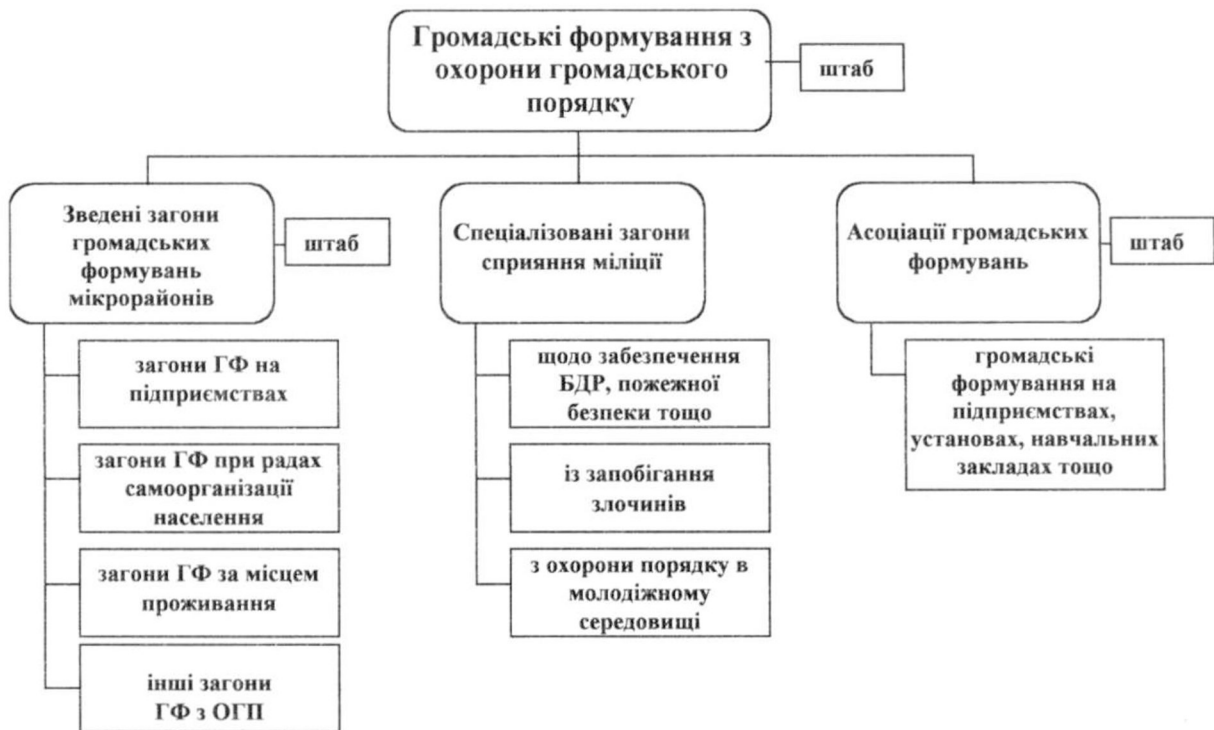 Громадські формування з
охорони громадського
порядку
штаб
Зведені загони
громадських
формувань
мікрорайонів
штаб
Спеціалізовані загони
сприяння міліції
Асоціації громадських
формувань
штаб
загони ГФ на
підприємствах
загони ГФ при радах
самоорганізації
населення
загони ГФ за місцем
проживання
інші загони
ГФ з ОГП
щодо забезпечення
БДР, пожежної
безпеки тощо
із запобігання
злочинів
з охорони порядку в
молодіжному
середовищі
громадські
формування на
підприємствах,
установах, навчальних
закладах тощо